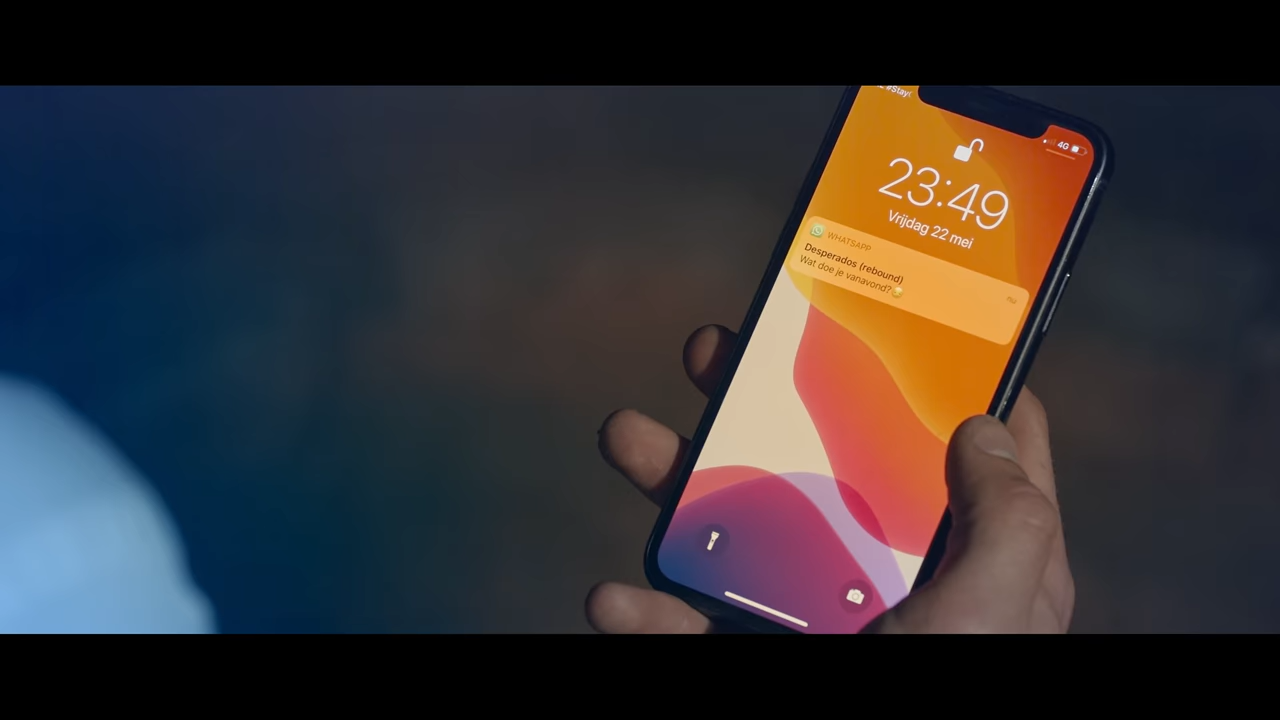 #Stay
4G
23:49
Vrijdag 22 mei
WHATSAPP
nu
Desperados (rebound)
Wat doe je vanavond?